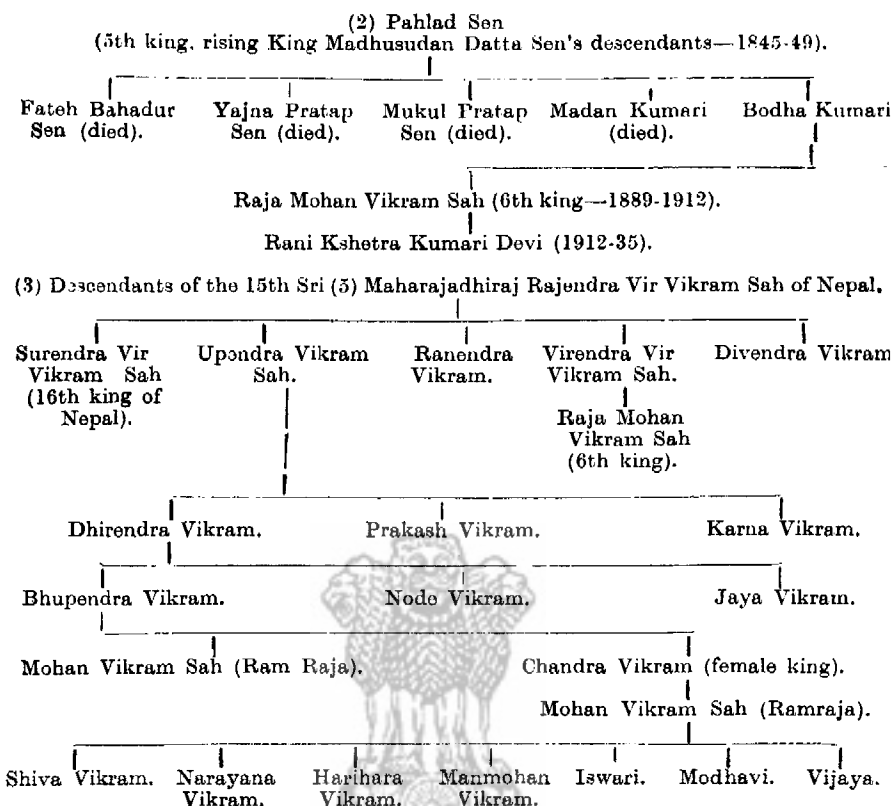 (2) Pahlad Sen
(5th king, rising King Madhusudan Datta Sen's descendants—1845-49).
Fateh Bahadur Sen (died).
Yajna Pratap Sen (died).
Mukul Pratap Sen (died).
Madan Kumari (died).
Bodha Kumari
Raja Mohan Vikram Sah (6th king—1889-1912).
Rani Kshetra Kumari Devi (1912-35).
(3) Descendants of the 15th Sri (5) Maharajadhiraj Rajendra Vir Vikram Sah of Nepal.
Surendra Vir Vikram Sah (16th king of Nepal).
Upendra Vikram Sah.
Ranendra Vikram.
Virendra Vir Vikram Sah.
Divendra Vikram
Raja Mohan Vikram Sah (6th king).
Dhirendra Vikram.
Prakash Vikram.
Karna Vikram.
Bhupendra Vikram.
Node Vikram.
Jaya Vikram.
Mohan Vikram Sah (Ram Raja).
Chandra Vikram (female king).
Mohan Vikram Sah (Ramraja).
Shiva Vikram.
Narayana Vikram.
Harihara Vikram.
Manmohan Vikram.
Iswari.
Modhavi.
Vijaya.